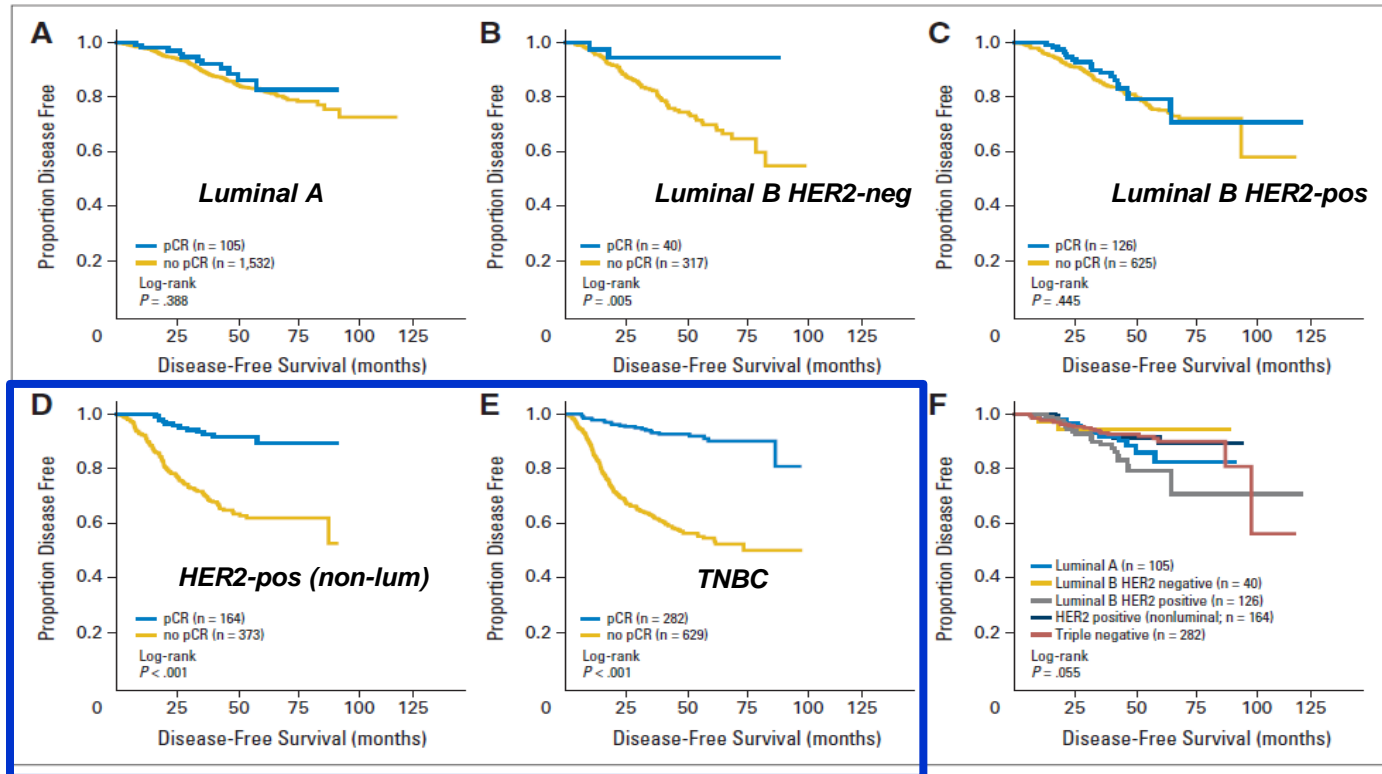 A
Proportion Disease Free
1.0
0.8
0.6
0.4
0.2
0
Luminal A
pCR (n = 105)
no pCR (n = 1,532)
Log-rank
P = .388
25 50 75 100 125
Disease-Free Survival (months)
B
Proportion Disease Free
1.0
0.8
0.6
0.4
0.2
0
Luminal B HER2-neg
pCR (n = 40)
no pCR (n = 317)
Log-rank
P = .005
25 50 75 100 125
Disease-Free Survival (months)
C
Proportion Disease Free
1.0
0.8
0.6
0.4
0.2
0
Luminal B HER2-pos
pCR (n = 126)
no pCR (n = 625)
Log-rank
P = .445
25 50 75 100 125
Disease-Free Survival (months)
D
Proportion Disease Free
1.0
0.8
0.6
0.4
0.2
0
HER2-pos (non-lum)
pCR (n = 164)
no pCR (n = 373)
Log-rank
P < .001
25 50 75 100 125
Disease-Free Survival (months)
E
Proportion Disease Free
1.0
0.8
0.6
0.4
0.2
0
TNBC
pCR (n = 282)
no pCR (n = 629)
Log-rank
P < .001
25 50 75 100 125
Disease-Free Survival (months)
F
Proportion Disease Free
1.0
0.8
0.6
0.4
0.2
0
Luminal A (n = 105)
Luminal B HER2 negative (n = 40)
Luminal B HER2 positive (n = 126)
HER2 positive (nonluminal; n = 164)
Triple negative (n = 282)
Log-rank
P = .055
25 50 75 100 125
Disease-Free Survival (months)